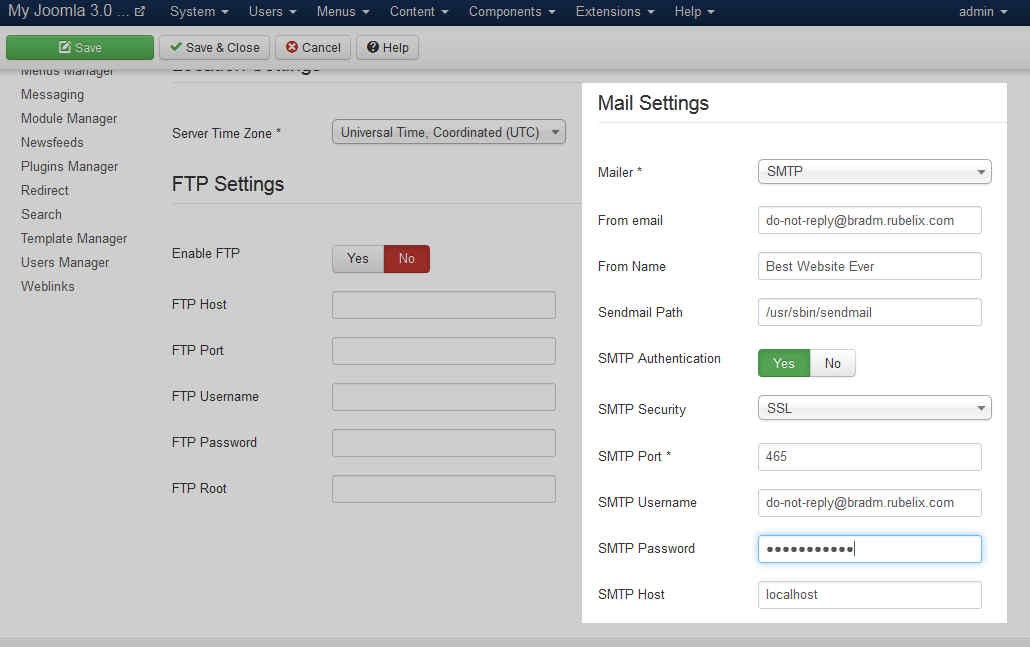 My Joomla 3.0 ... System Users Menus Content Components Extensions Help admin
Save Save & Close Cancel Help
Menus Manager
Messaging
Module Manager
Newsfeeds
Plugins Manager
Redirect
Search
Template Manager
Users Manager
Weblinks
Location Settings
Server Time Zone * Universal Time, Coordinated (UTC)
FTP Settings
Enable FTP Yes No
FTP Host
FTP Port
FTP Username
FTP Password
FTP Root
Mail Settings
Mailer * SMTP
From email do-not-reply@bradm.rubelix.com
From Name Best Website Ever
Sendmail Path /usr/sbin/sendmail
SMTP Authentication Yes No
SMTP Security SSL
SMTP Port * 465
SMTP Username do-not-reply@bradm.rubelix.com
SMTP Password •••••••••••
SMTP Host localhost